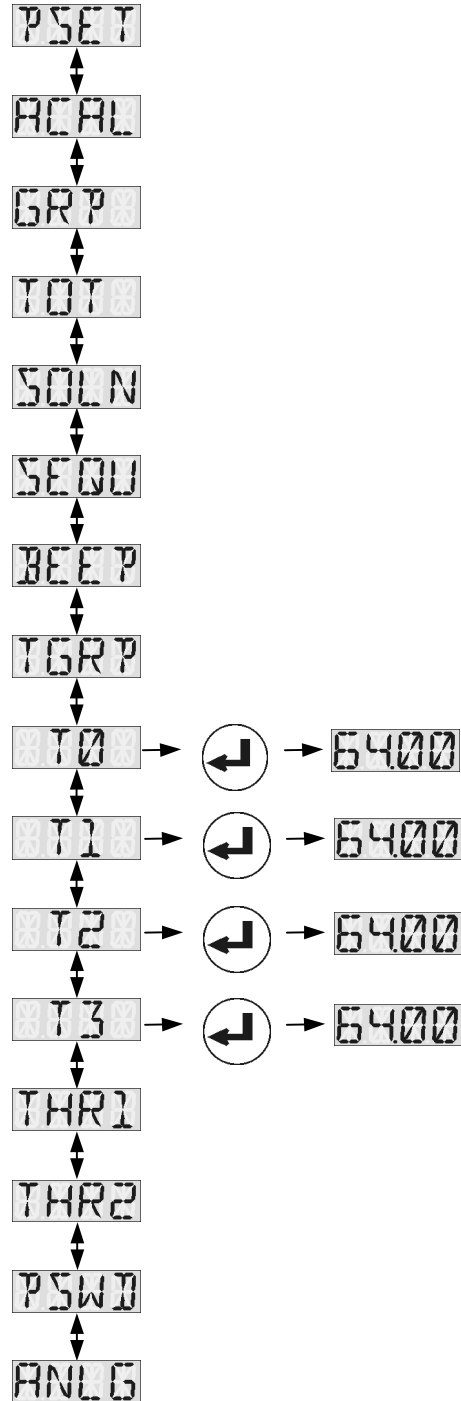 PSET
ACAL
GRP
TOT
SOLN
SEQU
BEEP
TGRP
T0 64.00
T1 64.00
T2 64.00
T3 64.00
THR1
THR2
PSWD
ANLG